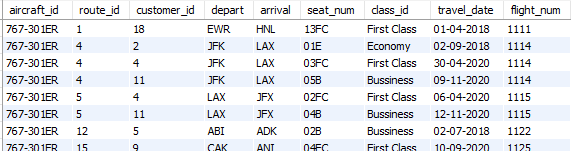 aircraft_id route_id customer_id depart arrival seat_num class_id travel_date flight_num
767-301ER 1 18 EWR HNL 13FC First Class 01-04-2018 1111
767-301ER 4 2 JFK LAX 01E Economy 02-09-2018 1114
767-301ER 4 4 JFK LAX 03FC First Class 30-04-2020 1114
767-301ER 4 11 JFK LAX 05B Bussiness 09-11-2020 1114
767-301ER 5 4 LAX JFX 02FC First Class 06-04-2020 1115
767-301ER 5 11 LAX JFX 04B Bussiness 12-11-2020 1115
767-301ER 12 5 ABI ADK 02B Bussiness 02-07-2018 1122
767-301ER 15 9 CAK ANI 04FC First Class 10-09-2020 1125